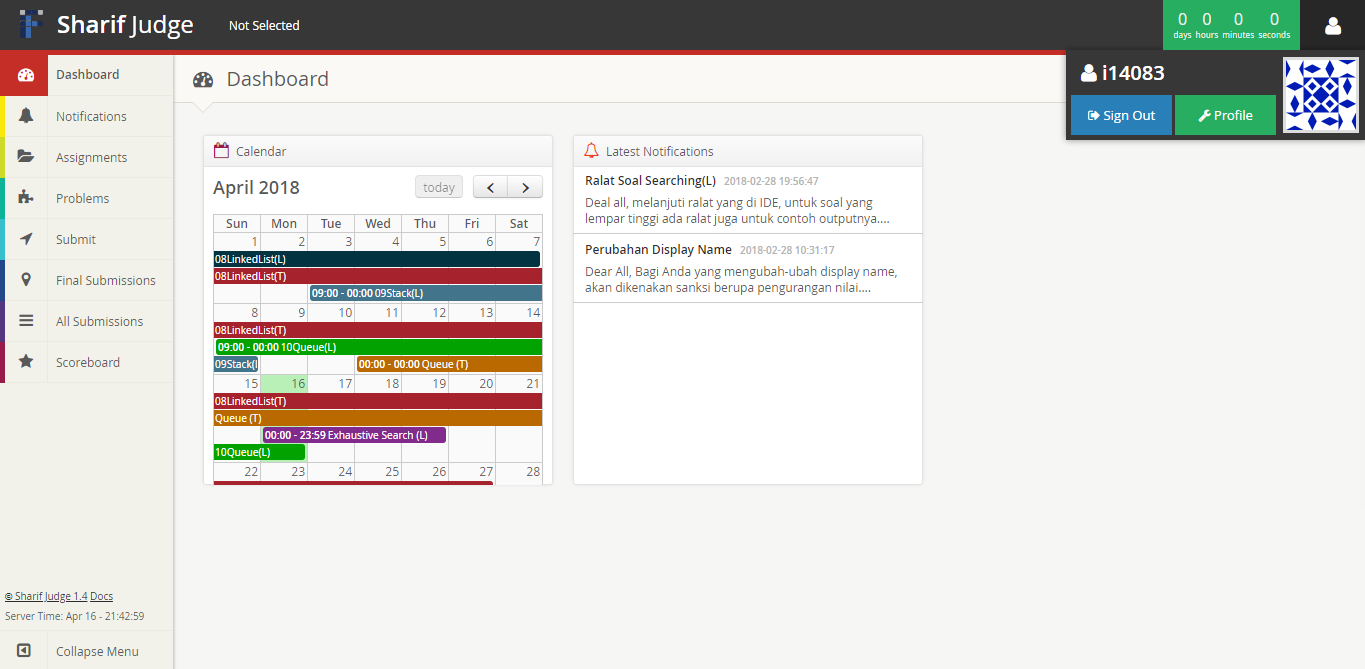 Sharif Judge
Not Selected
0 0 0 0
days hours minutes seconds
i14083
Sign Out
Profile
Dashboard
Notifications
Assignments
Problems
Submit
Final Submissions
All Submissions
Scoreboard
© Sharif Judge 1.4 Docs
Server Time: Apr 16 - 21:42:59
Collapse Menu
Dashboard
Calendar
April 2018
today
Sun Mon Tue Wed Thu Fri Sat
1 2 3 4 5 6 7
08LinkedList(L)
08LinkedList(T)
09:00 - 00:00 09Stack(L)
8 9 10 11 12 13 14
08LinkedList(T)
09:00 - 00:00 10Queue(L)
09Stack(l 00:00 - 00:00 Queue (T)
15 16 17 18 19 20 21
08LinkedList(T)
Queue (T)
00:00 - 23:59 Exhaustive Search (L)
10Queue(L)
22 23 24 25 26 27 28
Latest Notifications
Ralat Soal Searching(L) 2018-02-28 19:56:47
Deal all, melanjuti ralat yang di IDE, untuk soal yang
lempar tinggi ada ralat juga untuk contoh outputnya....
Perubahan Display Name 2018-02-28 10:31:17
Dear All, Bagi Anda yang mengubah-ubah display name,
akan dikenakan sanksi berupa pengurangan nilai....